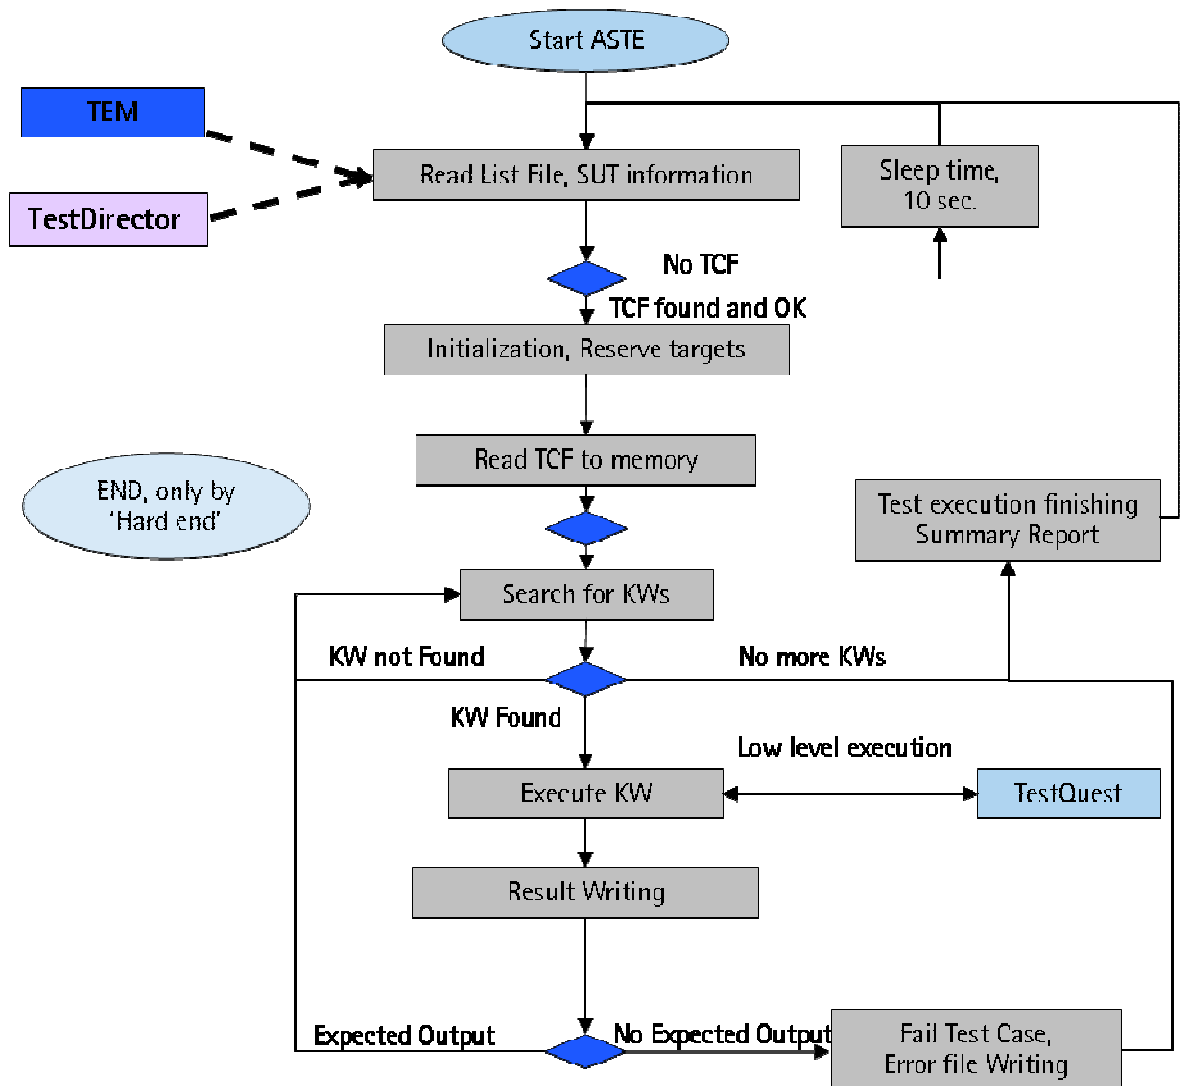 Start ASTE
TEM
TestDirector
Read List File, SUT information
Sleep time,
10 sec.
No TCF
TCF found and OK
Initialization, Reserve targets
Read TCF to memory
END, only by
'Hard end'
Test execution finishing
Summary Report
Search for KWs
KW not Found
No more KWs
KW Found
Low level execution
Execute KW
TestQuest
Result Writing
Expected Output
No Expected Output
Fail Test Case,
Error file Writing